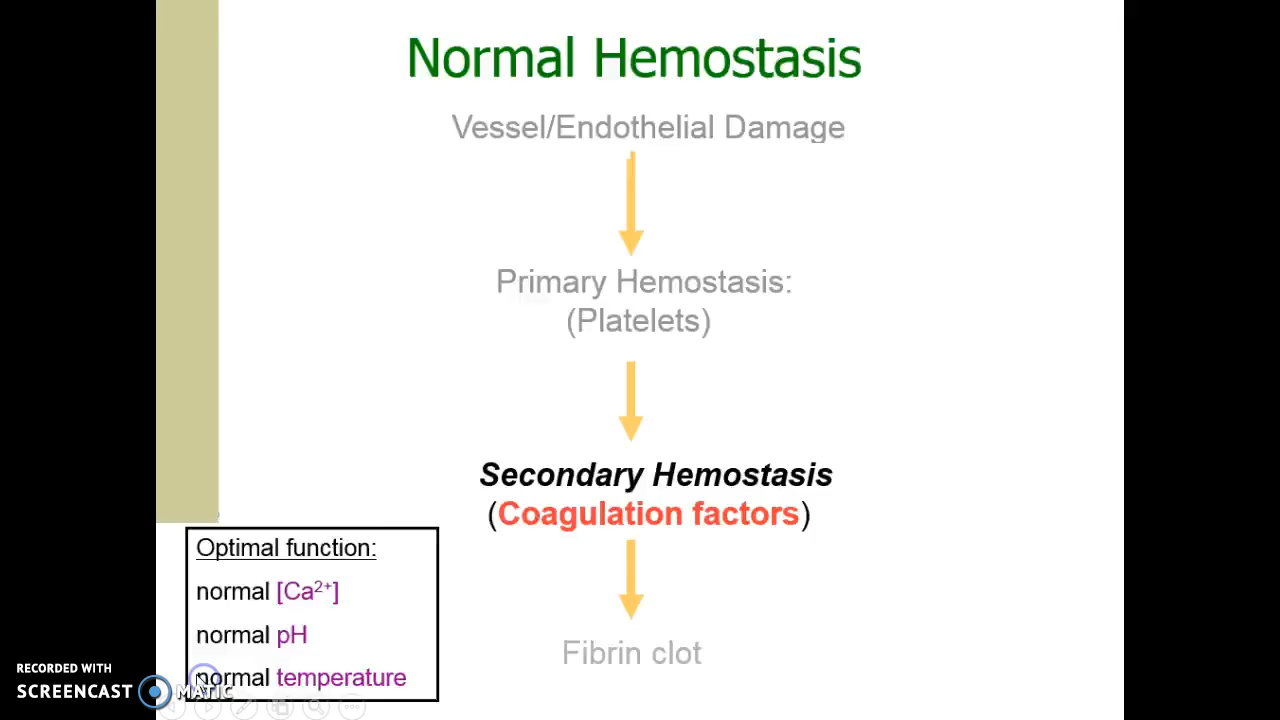 Normal Hemostasis
Vessel/Endothelial Damage
Primary Hemostasis:
(Platelets)
Secondary Hemostasis
(Coagulation factors)
Optimal function:
normal [Ca²⁺]
normal pH
normal temperature
Fibrin clot
RECORDED WITH
SCREENCAST MATIC